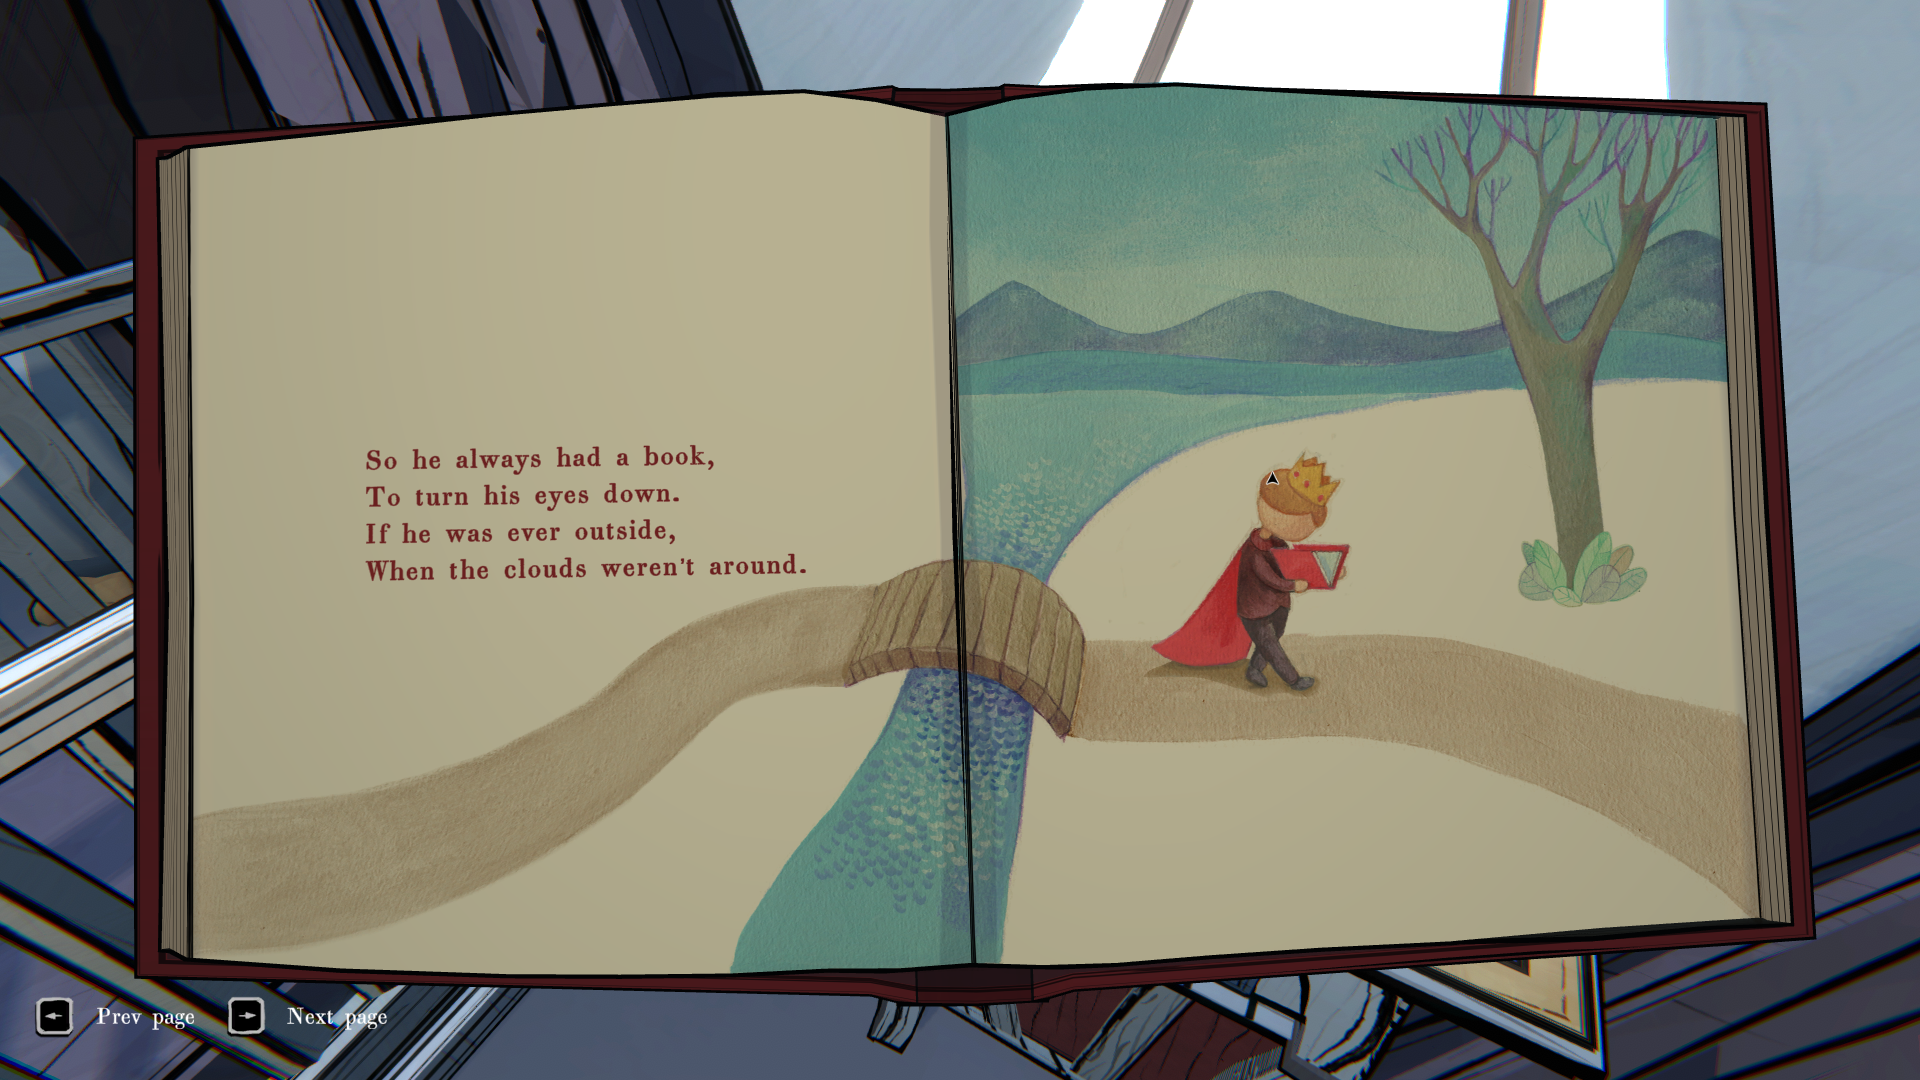 So he always had a book,
To turn his eyes down.
If he was ever outside,
When the clouds weren't around.
Prev page
Next page